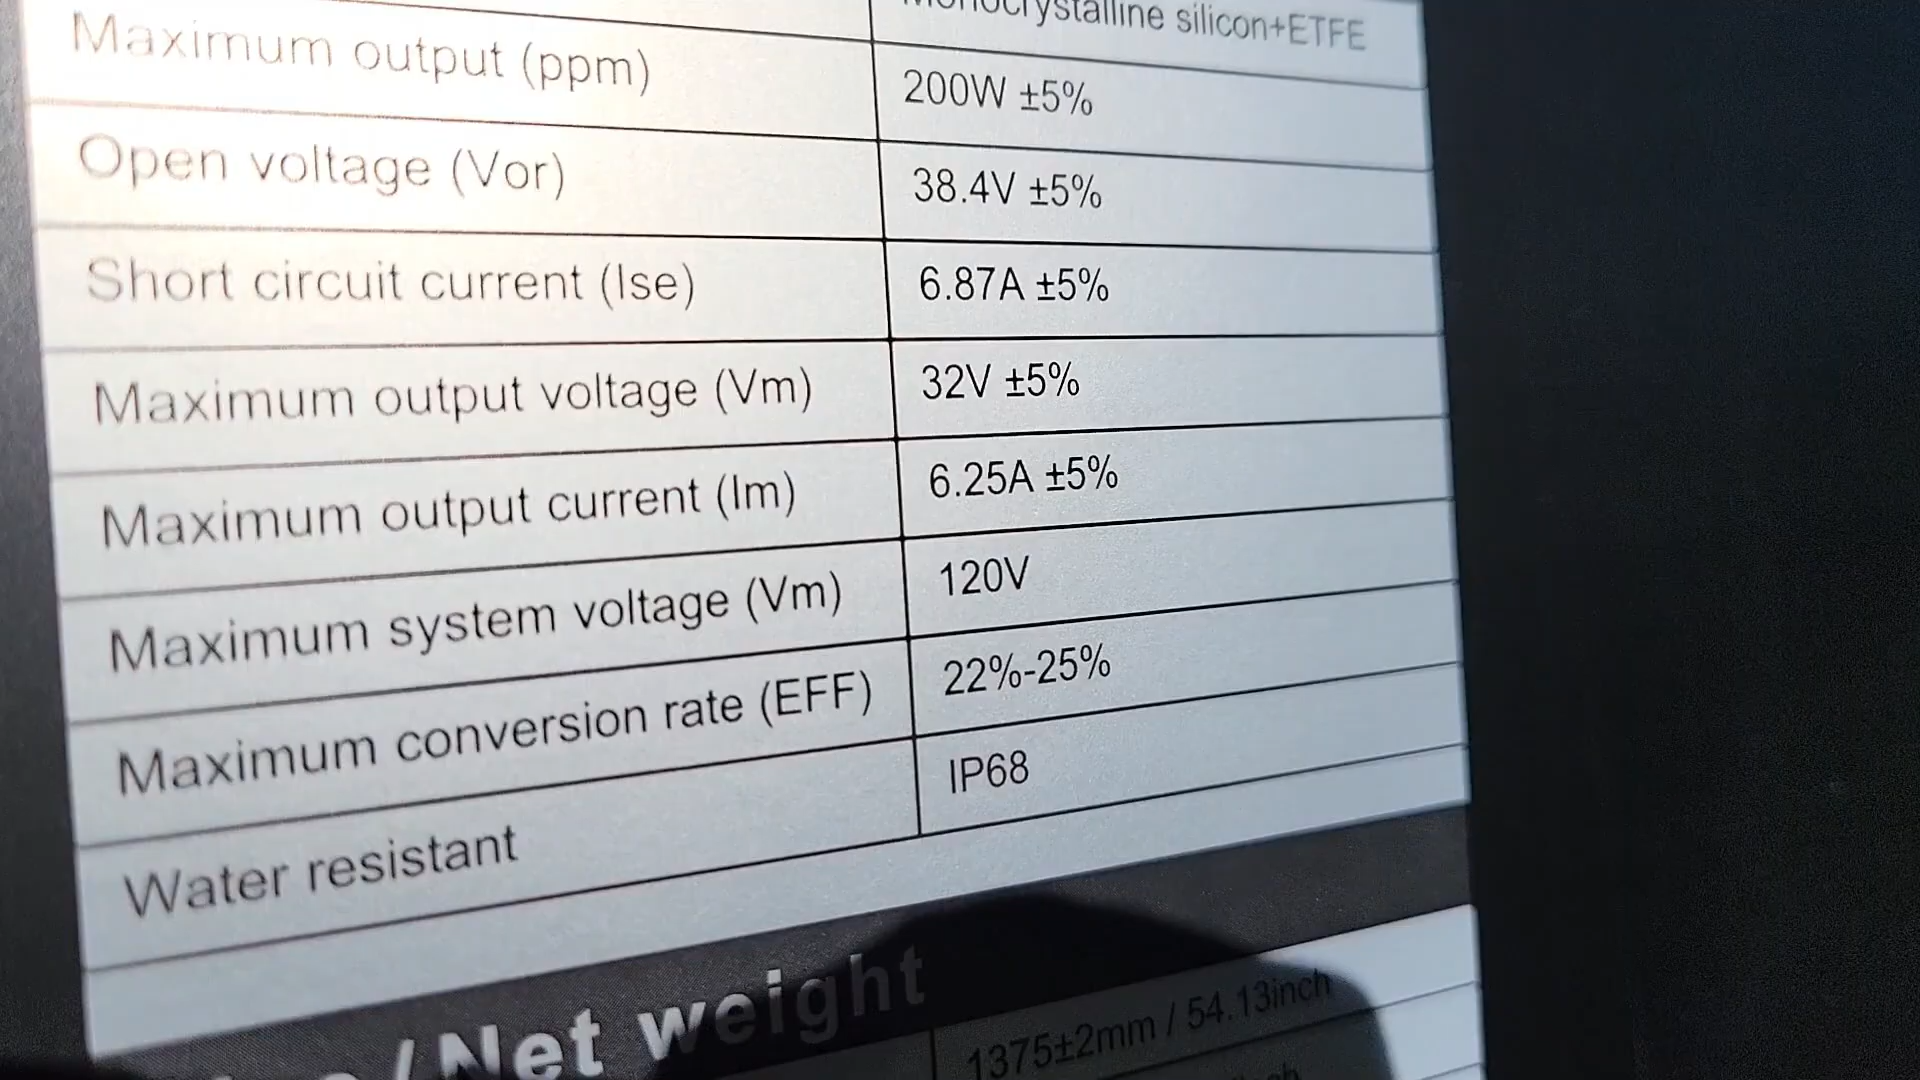 silicon+ETFE
Maximum output (ppm) 200W ±5%
Open voltage (Vor) 38.4V ±5%
Short circuit current (Ise) 6.87A ±5%
Maximum output voltage (Vm) 32V ±5%
Maximum output current (Im) 6.25A ±5%
Maximum system voltage (Vm) 120V
Maximum conversion rate (EFF) 22%-25%
Water resistant IP68
/Net weight
1375±2mm / 54.13inch